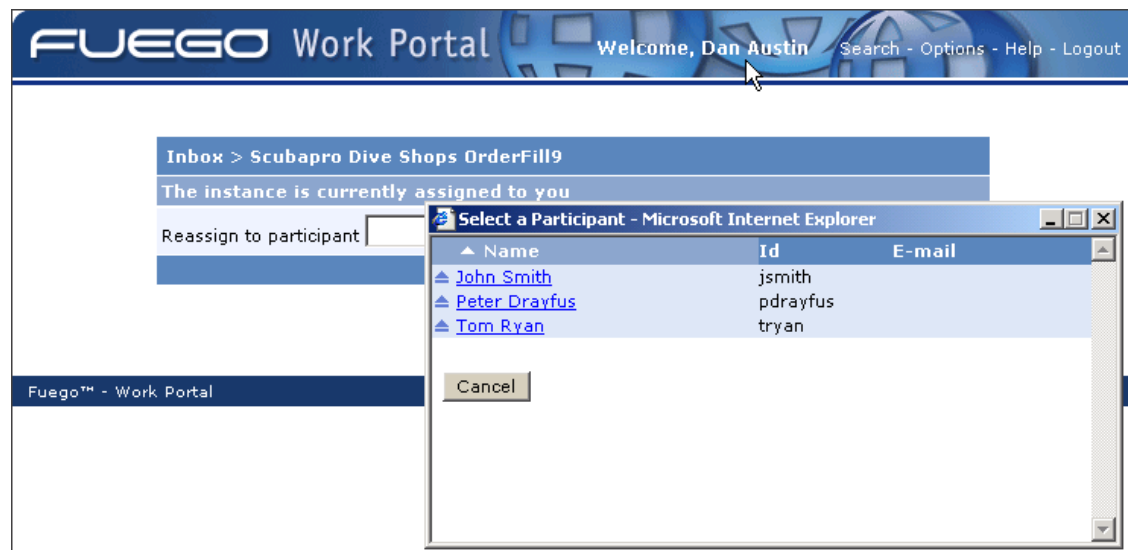 FUEGO Work Portal Welcome, Dan Austin Search - Options - Help - Logout
Inbox > Scubapro Dive Shops OrderFill9
The instance is currently assigned to you
Reassign to participant
Select a Participant - Microsoft Internet Explorer
Name Id E-mail
John Smith jsmith
Peter Drayfus pdrayfus
Tom Ryan tryan
Cancel
Fuego™ - Work Portal